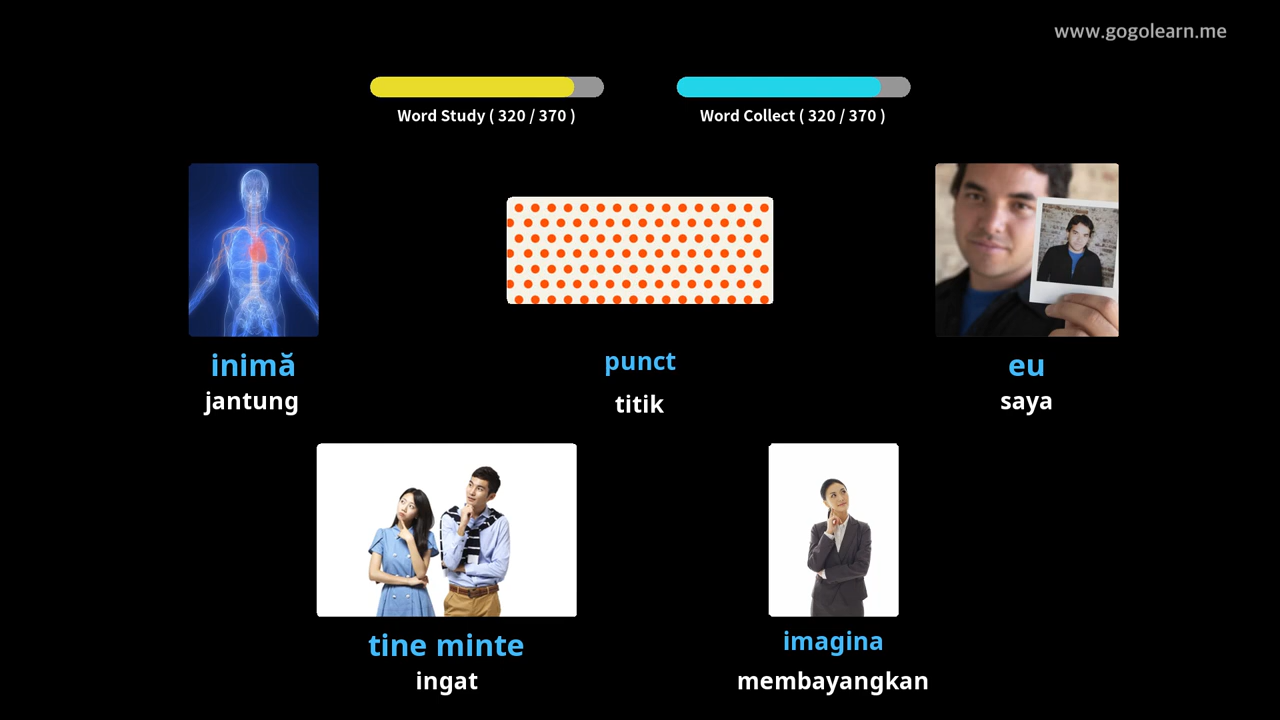 www.gogolearn.me
Word Study ( 320 / 370 )
Word Collect ( 320 / 370 )
inimă
jantung
punct
titik
eu
saya
tine minte
ingat
imagina
membayangkan